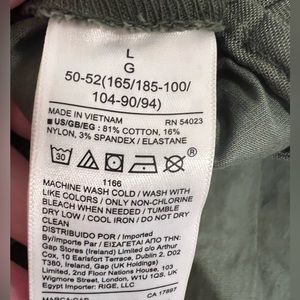 L
G
50-52(165/185-100/
104-90/94)
MADE IN VIETNAM RN 54023
US/GB/EG : 81% COTTON, 16%
NYLON, 3% SPANDEX / ELASTANE
30
1166
MACHINE WASH COLD / WASH WITH
LIKE COLORS / ONLY NON-CHLORINE
BLEACH WHEN NEEDED / TUMBLE
DRY LOW / COOL IRON / DO NOT DRY
CLEAN
DISTRIBUIDO POR / Imported
By/importe Par / ΕΙΣΑΓΕΤΑΙ ΑΠΟ ΤΗΝ:
Gap Stores (Ireland) Limited c/o Arthur
Cox, 10 Earlsfort Terrace, Dublin 2, D02
T380, Ireland, Gap (UK Holdings)
Limited, 2nd Floor Nations House, 103
Wigmore Street, London, W1U 1QS, UK
Egypt Importer: RIGE, LLC
CA 17897
MARCA:GAP